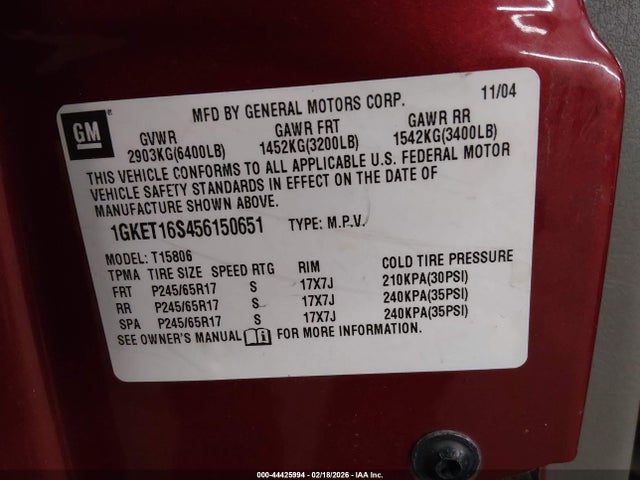 GM
MFD BY GENERAL MOTORS CORP. 11/04
GVWR GAWR FRT GAWR RR
2903KG(6400LB) 1452KG(3200LB) 1542KG(3400LB)
THIS VEHICLE CONFORMS TO ALL APPLICABLE U.S. FEDERAL MOTOR
VEHICLE SAFETY STANDARDS IN EFFECT ON THE DATE OF
MANUFACTURE SHOWN ABOVE.
1GKET16S456150651 TYPE: M.P.V.
MODEL: T15806
TPMA TIRE SIZE SPEED RTG RIM COLD TIRE PRESSURE
FRT P245/65R17 S 17X7J 210KPA(30PSI)
RR P245/65R17 S 17X7J 240KPA(35PSI)
SPA P245/65R17 S 17X7J 240KPA(35PSI)
SEE OWNER'S MANUAL FOR MORE INFORMATION.
000-44425994 - 02/18/2026 - IAA Inc.